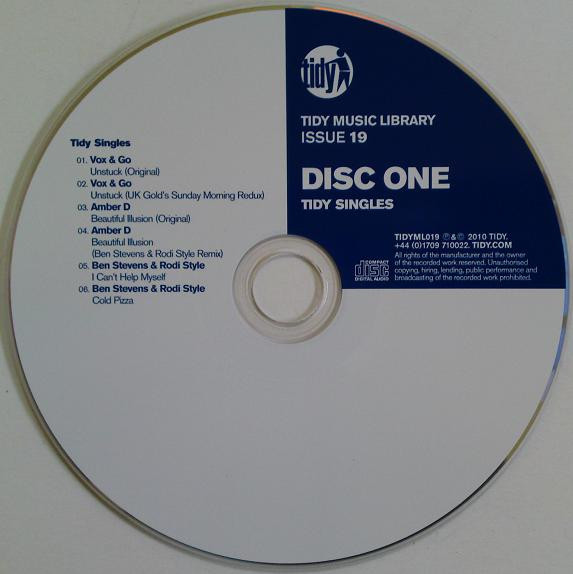 tidy
TIDY MUSIC LIBRARY
ISSUE 19
DISC ONE
TIDY SINGLES
Tidy Singles
01. Vox & Go
Unstuck (Original)
02. Vox & Go
Unstuck (UK Gold's Sunday Morning Redux)
03. Amber D
Beautiful Illusion (Original)
04. Amber D
Beautiful Illusion
(Ben Stevens & Rodi Style Remix)
05. Ben Stevens & Rodi Style
I Can't Help Myself
06. Ben Stevens & Rodi Style
Cold Pizza
TIDYML019 ℗&© 2010 TIDY.
+44 (0)1709 710022. TIDY.COM
All rights of the manufacturer and the owner
of the recorded work reserved. Unauthorised
copying, hiring, lending, public performance and
broadcasting of the recorded work prohibited.
COMPACT
disc
DIGITAL AUDIO